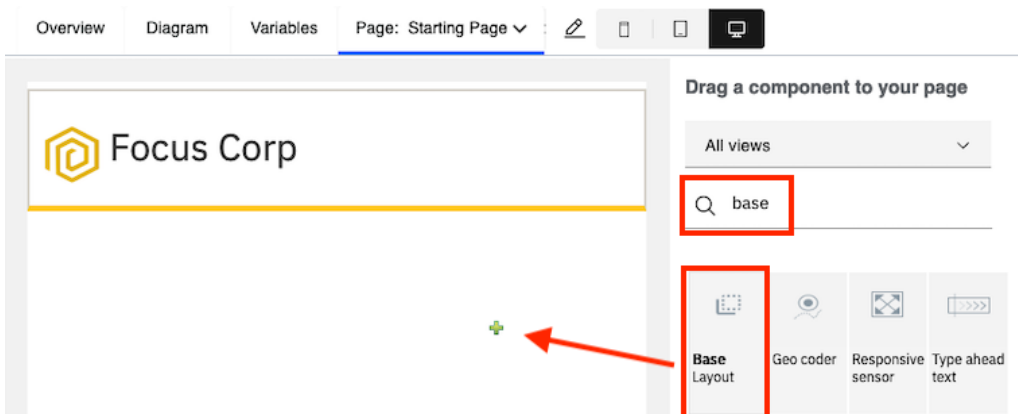 Overview Diagram Variables Page: Starting Page
Drag a component to your page
All views
Focus Corp
base
Base Layout
Geo coder
Responsive sensor
Type ahead text